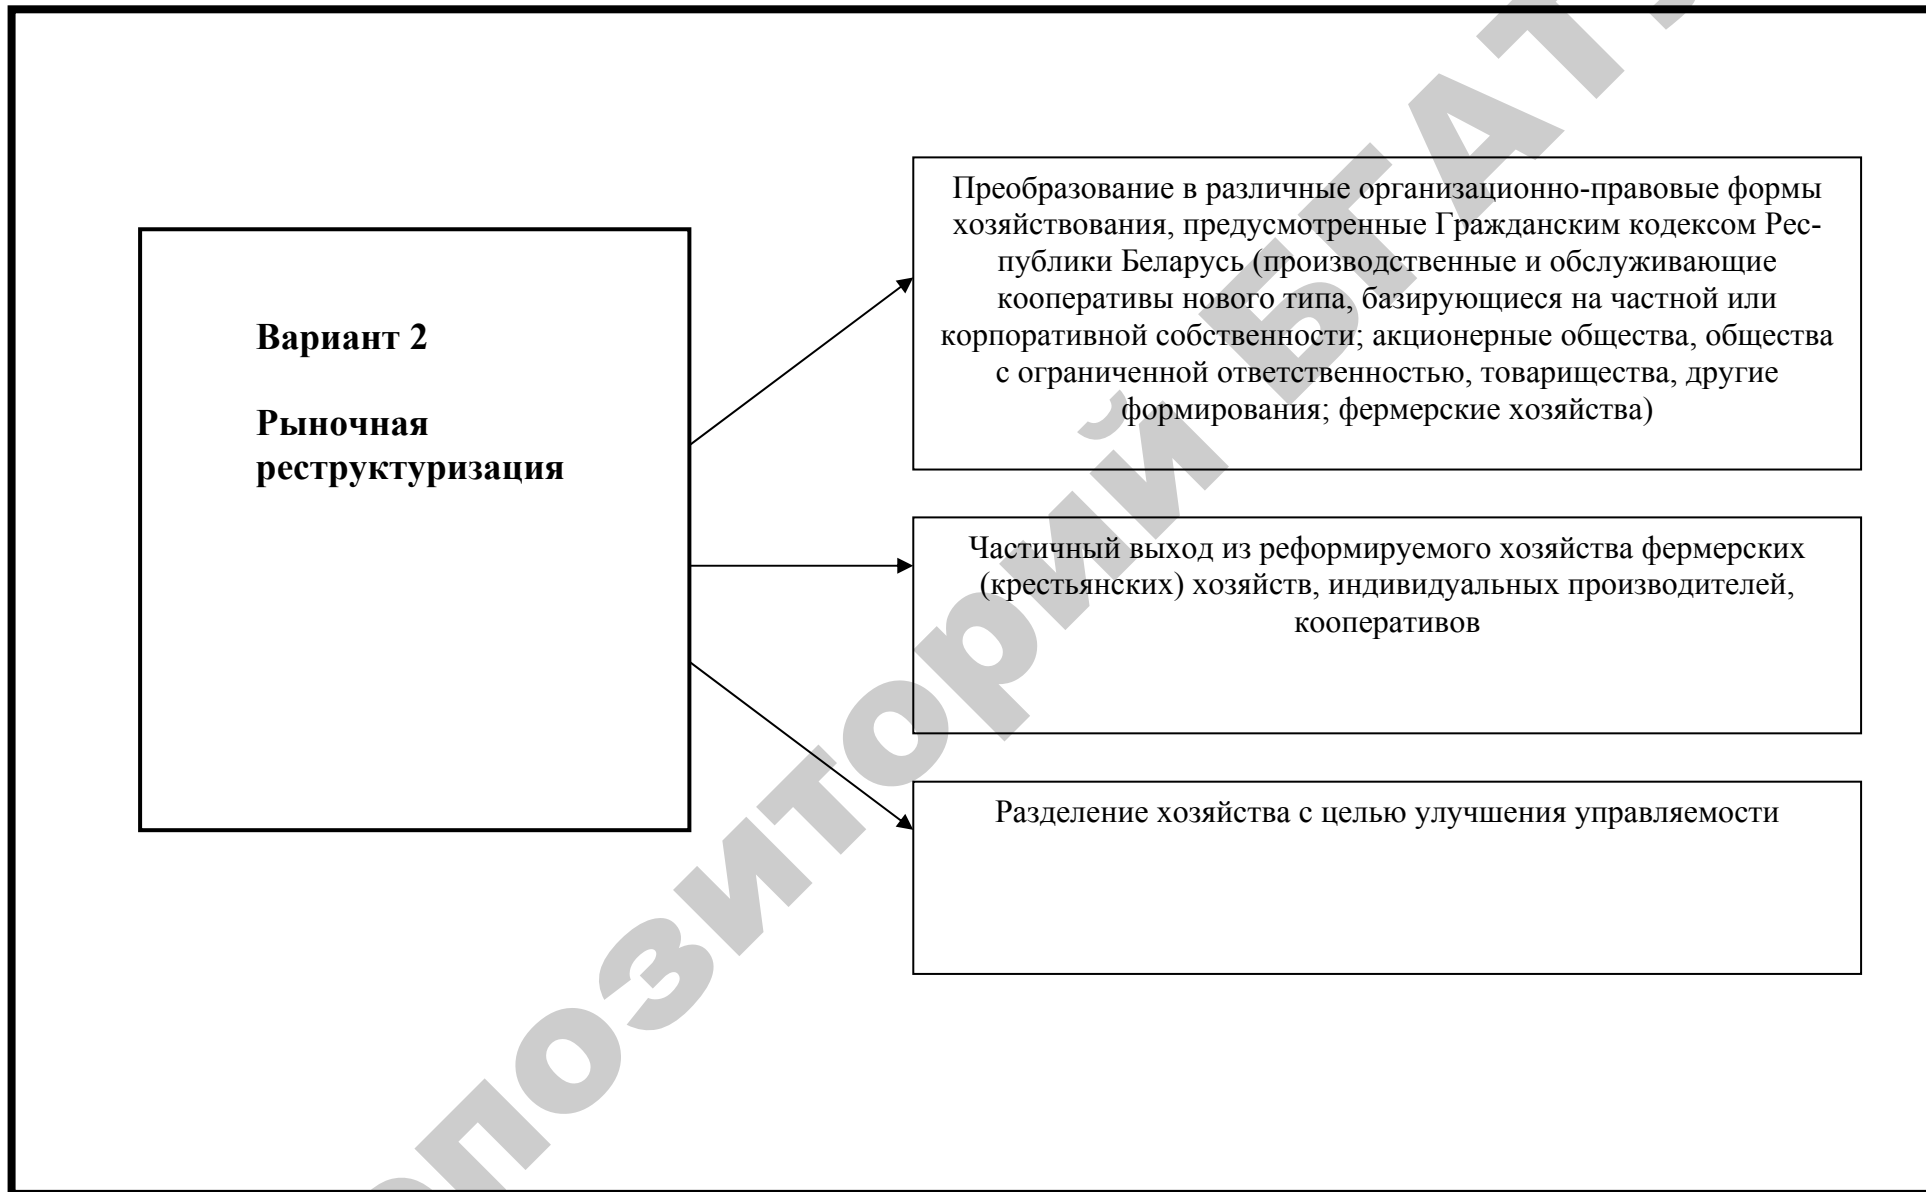 Вариант 2
Рыночная
реструктуризация
Преобразование в различные организационно-правовые формы
хозяйствования, предусмотренные Гражданским кодексом Рес-
публики Беларусь (производственные и обслуживающие
кооперативы нового типа, базирующиеся на частной или
корпоративной собственности; акционерные общества, общества
с ограниченной ответственностью, товарищества, другие
формирования; фермерские хозяйства)
Частичный выход из реформируемого хозяйства фермерских
(крестьянских) хозяйств, индивидуальных производителей,
кооперативов
Разделение хозяйства с целью улучшения управляемости
позиторий БГАТ